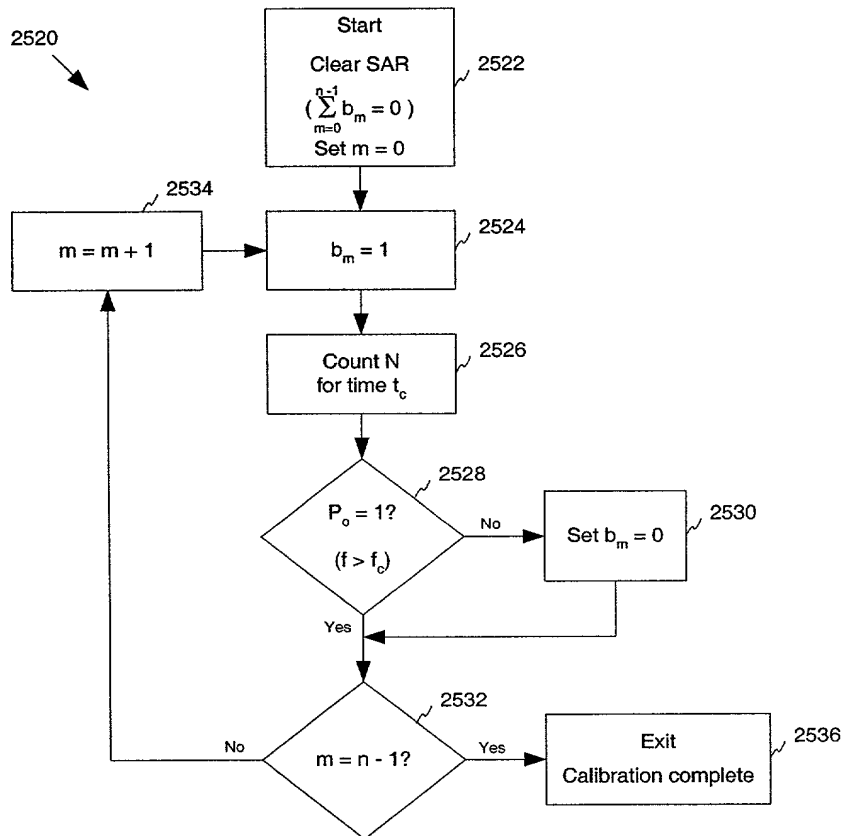 2520
Start
Clear SAR
2522
n-1
( ∑ b_m = 0 )
m=0
Set m = 0
2534
m = m + 1
b_m = 1
2524
Count N
for time t_c
2526
2528
P_o = 1?
(f > f_c)
No
Set b_m = 0
2530
Yes
2532
No
m = n - 1?
Yes
Exit
Calibration complete
2536